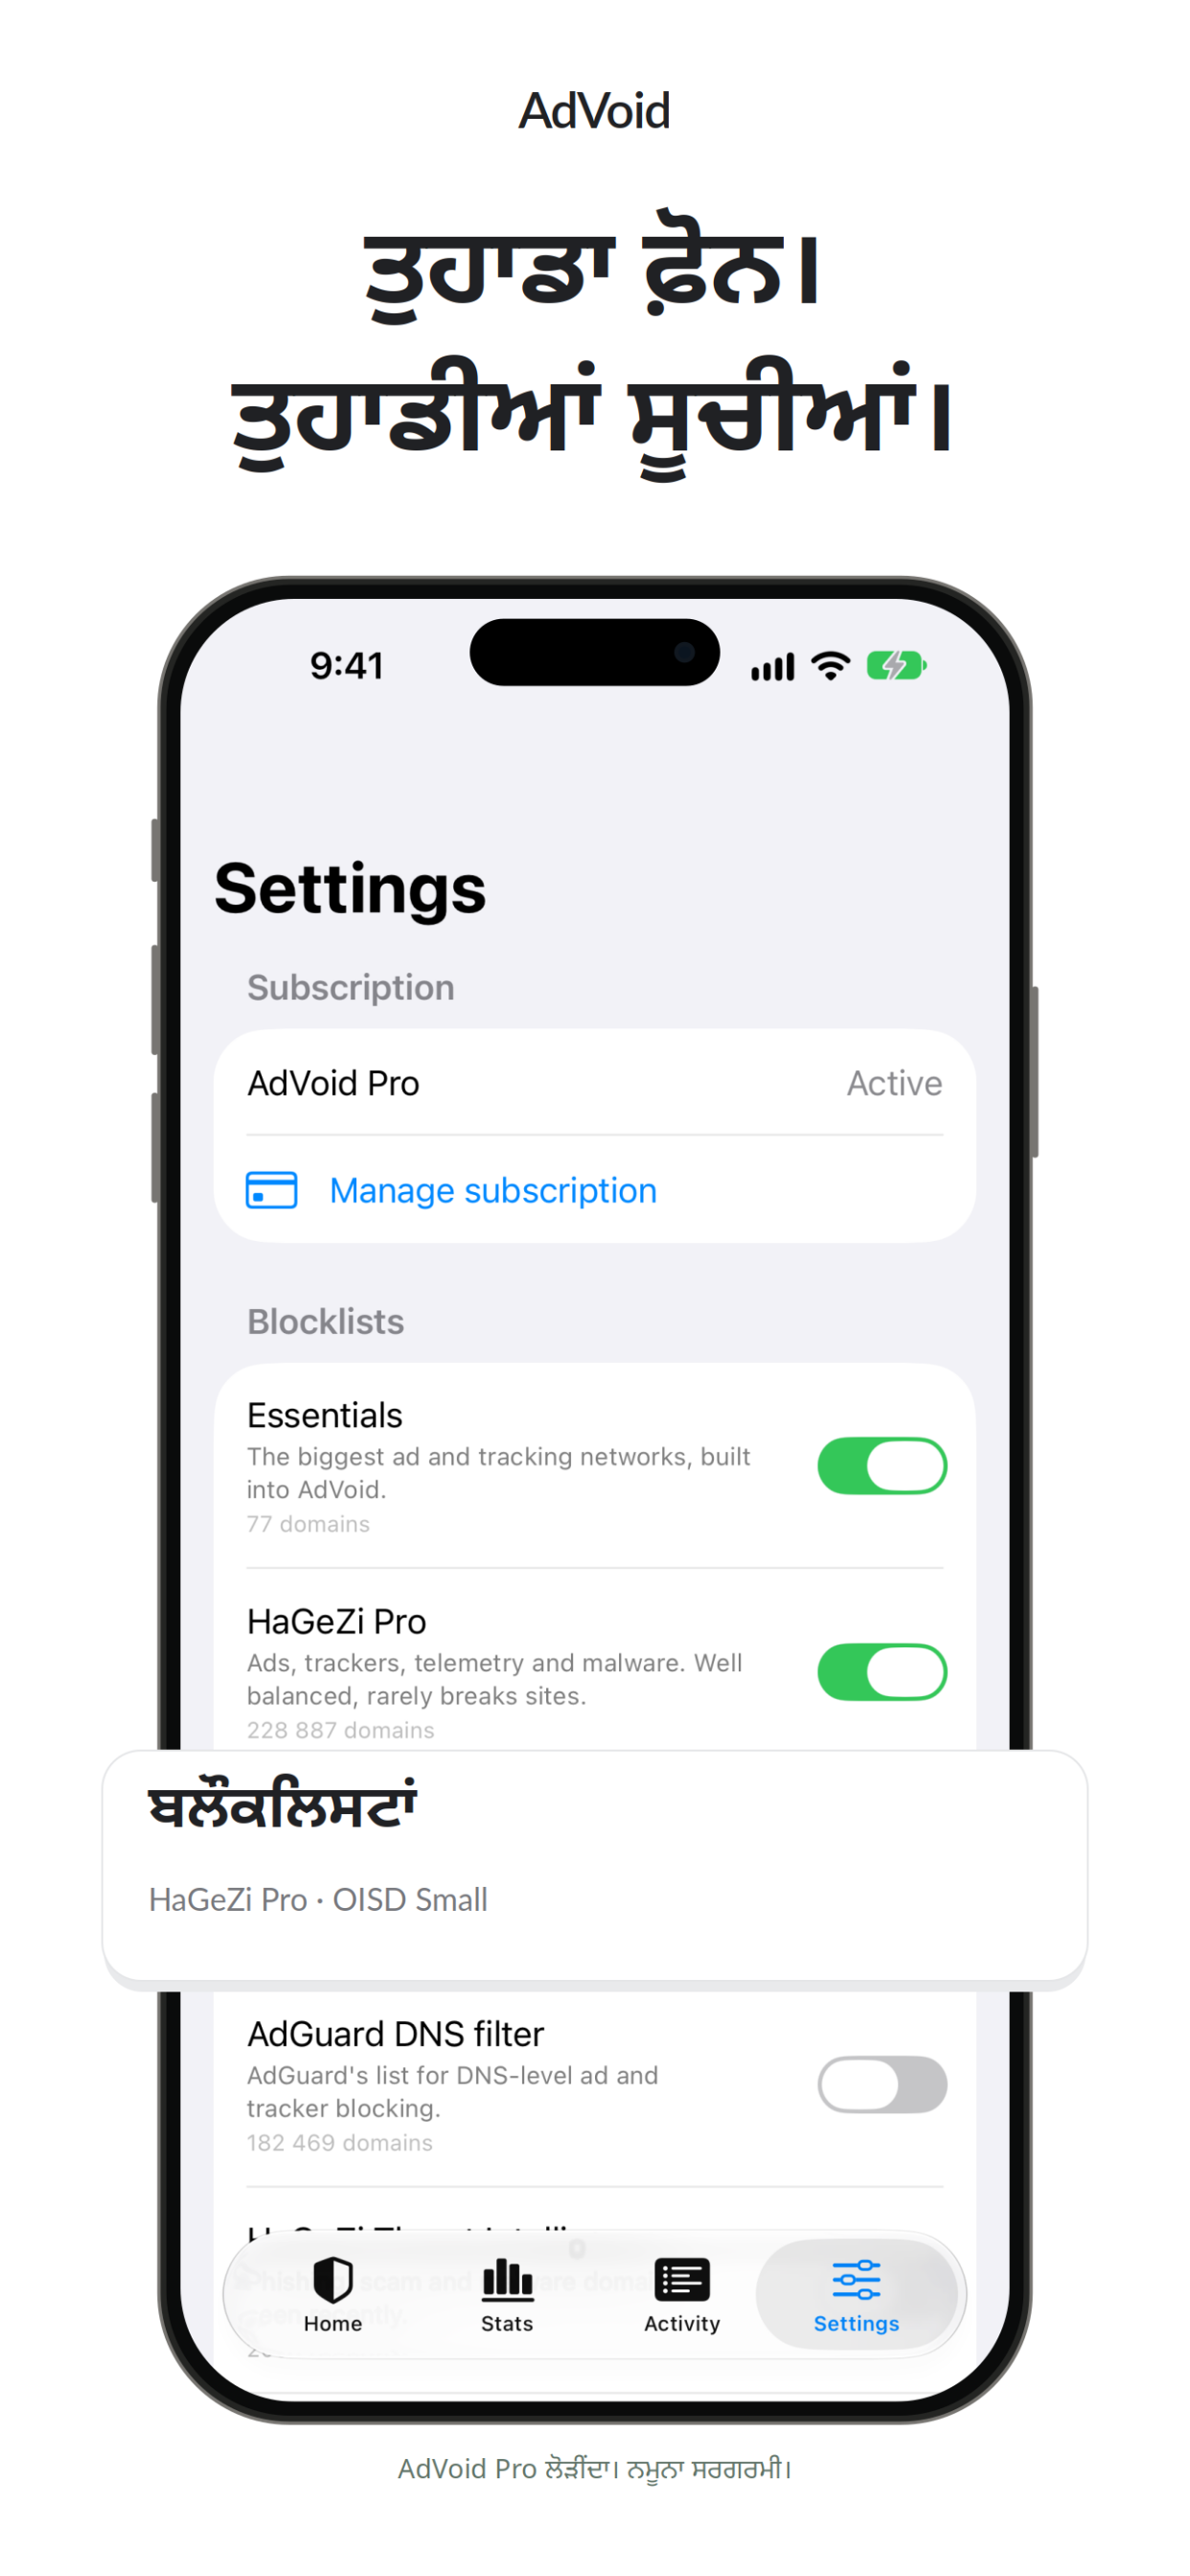 AdVoid
ਤੁਹਾਡਾ ਫ਼ੋਨ।
ਤੁਹਾਡੀਆਂ ਸੂਚੀਆਂ।
9:41
Settings
Subscription
AdVoid Pro Active
Manage subscription
Blocklists
Essentials
The biggest ad and tracking networks, built
into AdVoid.
77 domains
HaGeZi Pro
Ads, trackers, telemetry and malware. Well
balanced, rarely breaks sites.
228 887 domains
ਬਲੌਕਲਿਸਟਾਂ
HaGeZi Pro · OISD Small
AdGuard DNS filter
AdGuard's list for DNS-level ad and
tracker blocking.
182 469 domains
Home Stats Activity Settings
AdVoid Pro ਲੋੜੀਂਦਾ। ਨਮੂਨਾ ਸਰਗਰਮੀ।